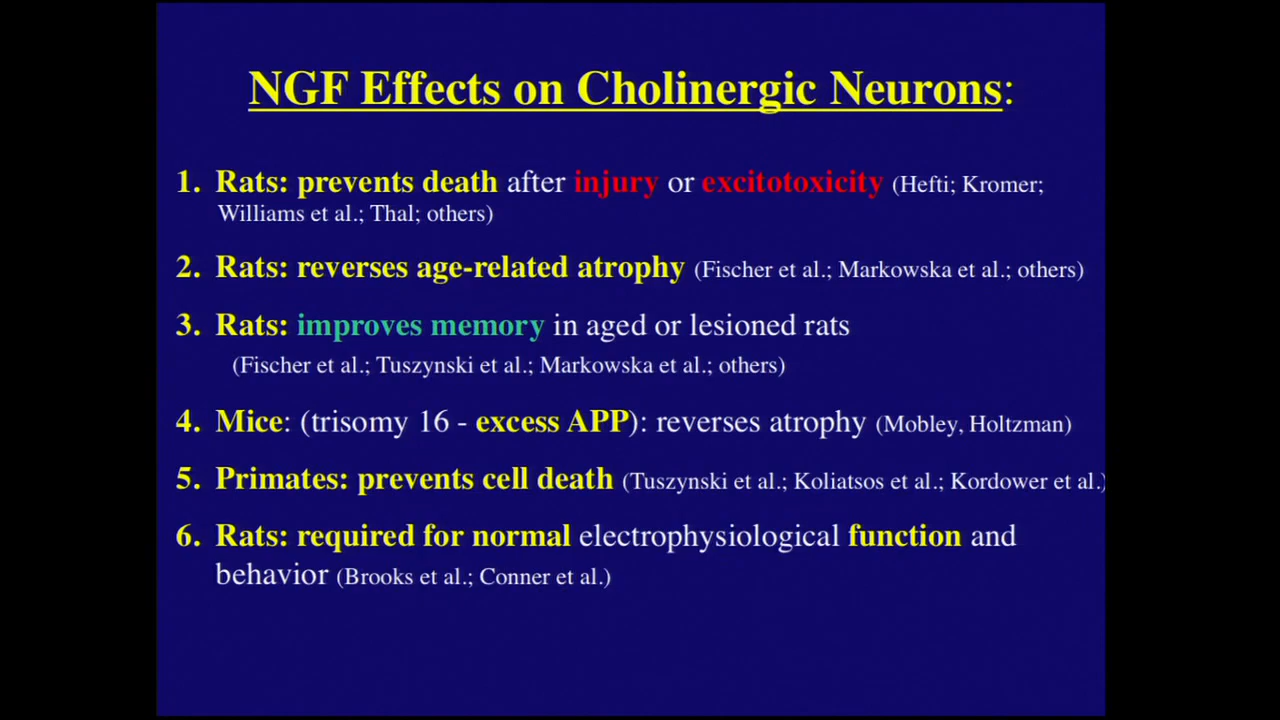 NGF Effects on Cholinergic Neurons:
1. Rats: prevents death after injury or excitotoxicity (Hefti; Kromer;
Williams et al.; Thal; others)
2. Rats: reverses age-related atrophy (Fischer et al.; Markowska et al.; others)
3. Rats: improves memory in aged or lesioned rats
(Fischer et al.; Tuszynski et al.; Markowska et al.; others)
4. Mice: (trisomy 16 - excess APP): reverses atrophy (Mobley, Holtzman)
5. Primates: prevents cell death (Tuszynski et al.; Koliatsos et al.; Kordower et al.)
6. Rats: required for normal electrophysiological function and
behavior (Brooks et al.; Conner et al.)